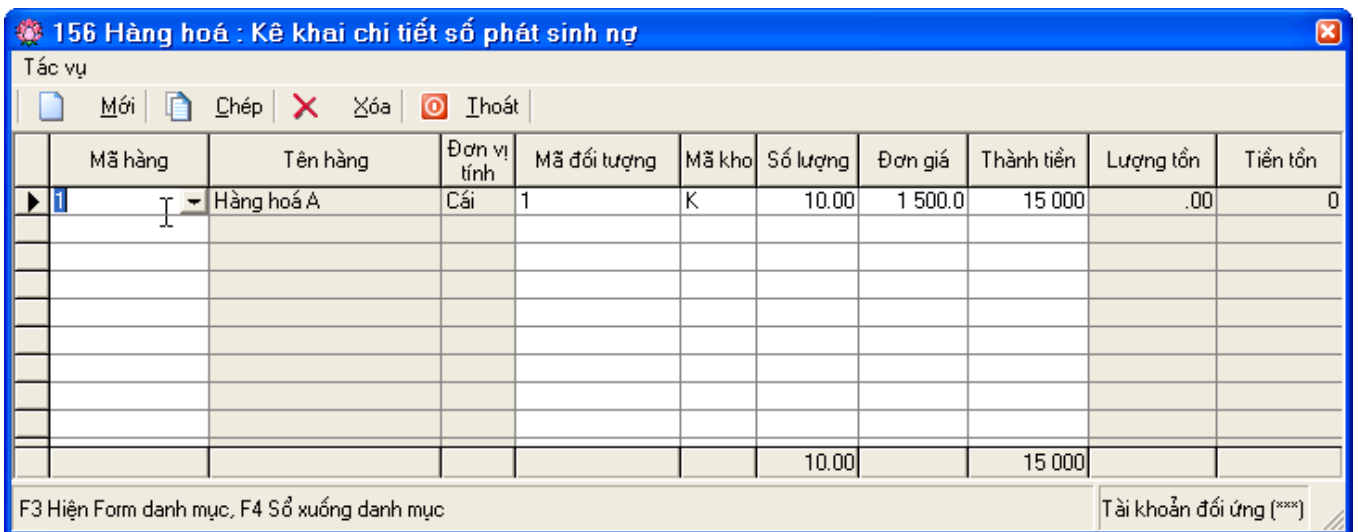 156 Hàng hoá : Kê khai chi tiết số phát sinh nợ
Tác vụ
Mới Chép Xóa Thoát
Mã hàng Tên hàng Đơn vị tính Mã đối tượng Mã kho Số lượng Đơn giá Thành tiền Lượng tồn Tiền tồn
1 Hàng hoá A Cái 1 K 10.00 1 500.0 15 000 .00 0
10.00 15 000
F3 Hiện Form danh mục, F4 Sổ xuống danh mục Tài khoản đối ứng (***)